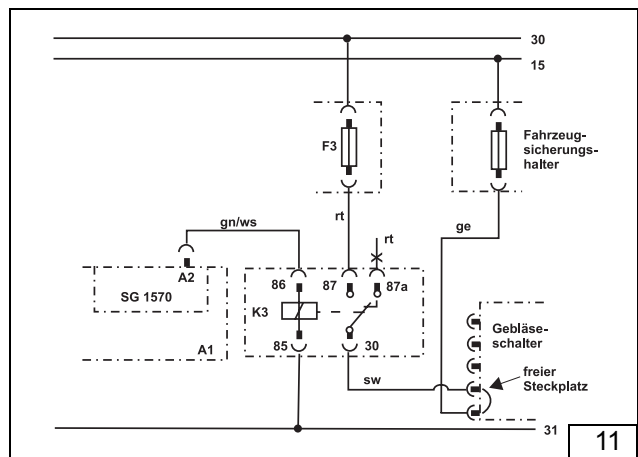 30
15
F3
Fahrzeug-
sicherungs-
halter
rt
gn/ws
rt
ge
A2
SG 1570
A1
86
87
87a
K3
85
30
Gebläse-
schalter
freier
Steckplatz
sw
31
11